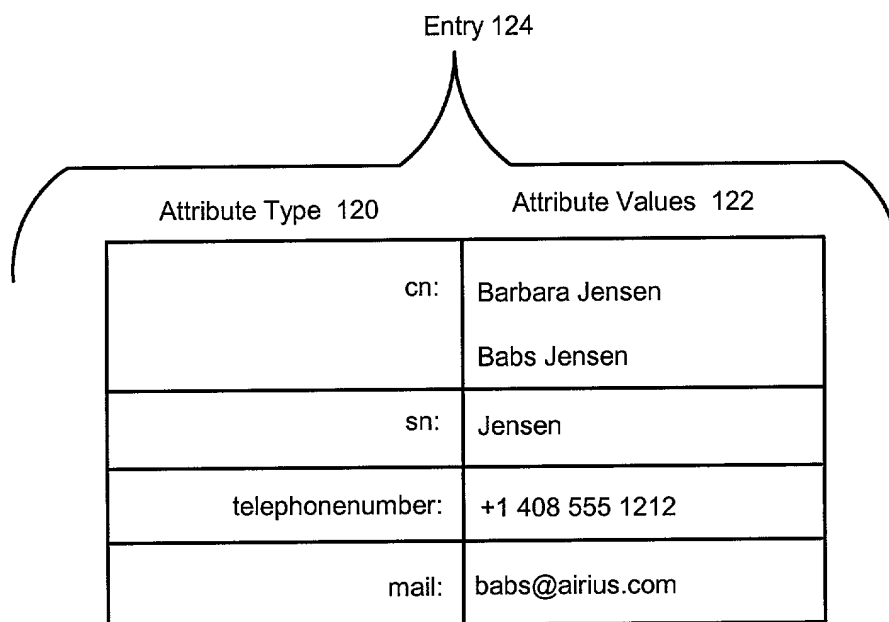 Entry 124
Attribute Type 120 Attribute Values 122
cn: Barbara Jensen
Babs Jensen
sn: Jensen
telephonenumber: +1 408 555 1212
mail: babs@airius.com